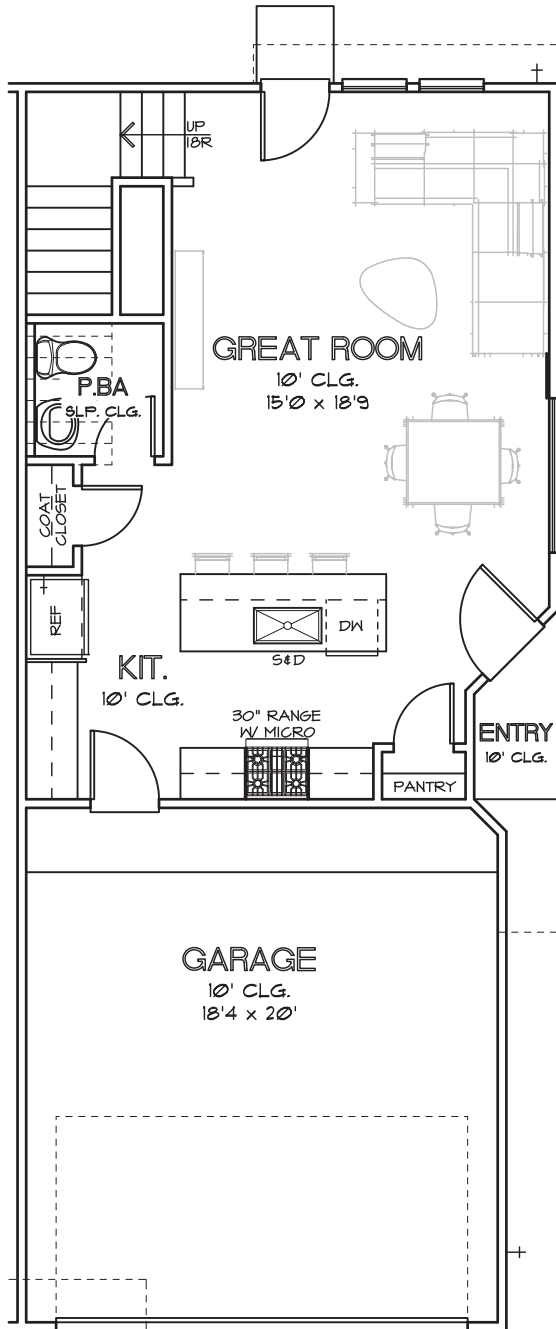 UP
18R
GREAT ROOM
10' CLG.
15'0 x 18'9
P.BA
SLP. CLG.
COAT
CLOSET
REF
DW
S&D
KIT.
10' CLG.
30" RANGE
W/ MICRO
ENTRY
10' CLG.
PANTRY
GARAGE
10' CLG.
18'4 x 20'